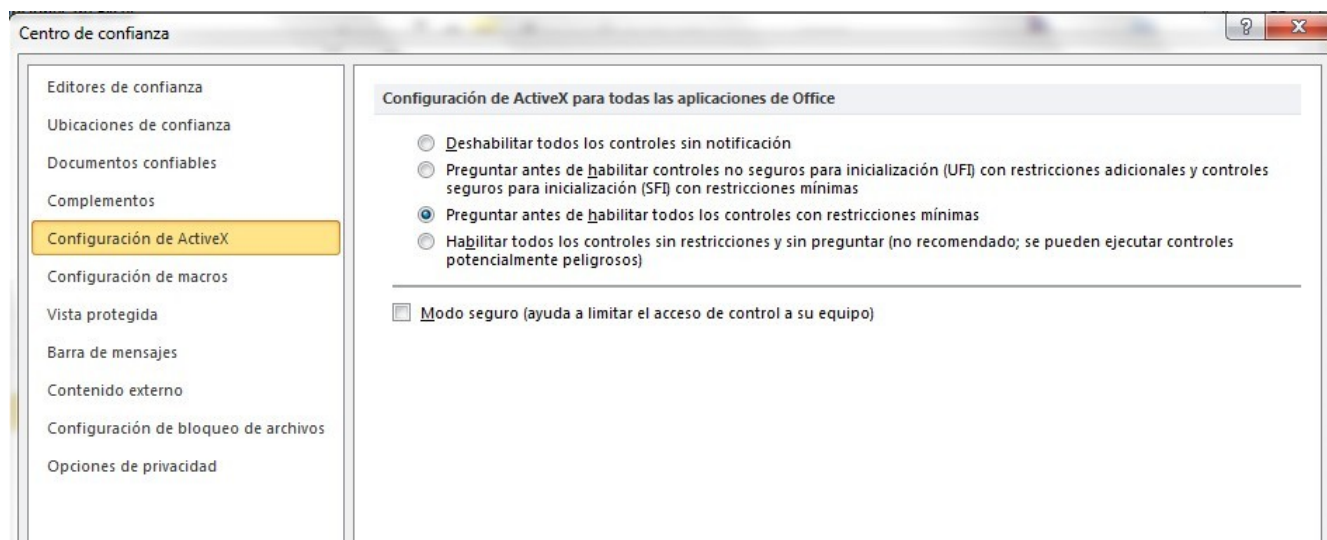 Centro de confianza
Editores de confianza
Ubicaciones de confianza
Documentos confiables
Complementos
Configuración de ActiveX
Configuración de macros
Vista protegida
Barra de mensajes
Contenido externo
Configuración de bloqueo de archivos
Opciones de privacidad
Configuración de ActiveX para todas las aplicaciones de Office
Deshabilitar todos los controles sin notificación
Preguntar antes de habilitar controles no seguros para inicialización (UFI) con restricciones adicionales y controles
seguros para inicialización (SFI) con restricciones mínimas
Preguntar antes de habilitar todos los controles con restricciones mínimas
Habilitar todos los controles sin restricciones y sin preguntar (no recomendado; se pueden ejecutar controles
potencialmente peligrosos)
Modo seguro (ayuda a limitar el acceso de control a su equipo)